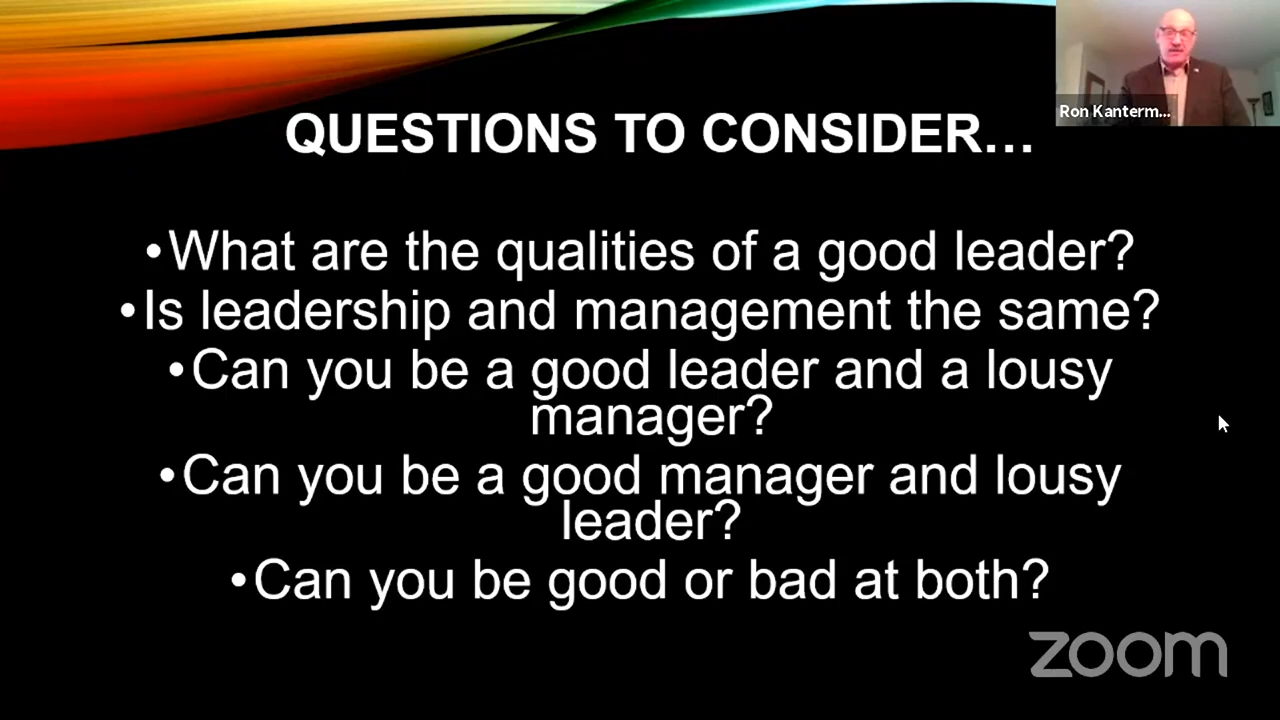 Ron Kanterm...
QUESTIONS TO CONSIDER...
•What are the qualities of a good leader?
•Is leadership and management the same?
•Can you be a good leader and a lousy
manager?
•Can you be a good manager and lousy
leader?
•Can you be good or bad at both?
zoom